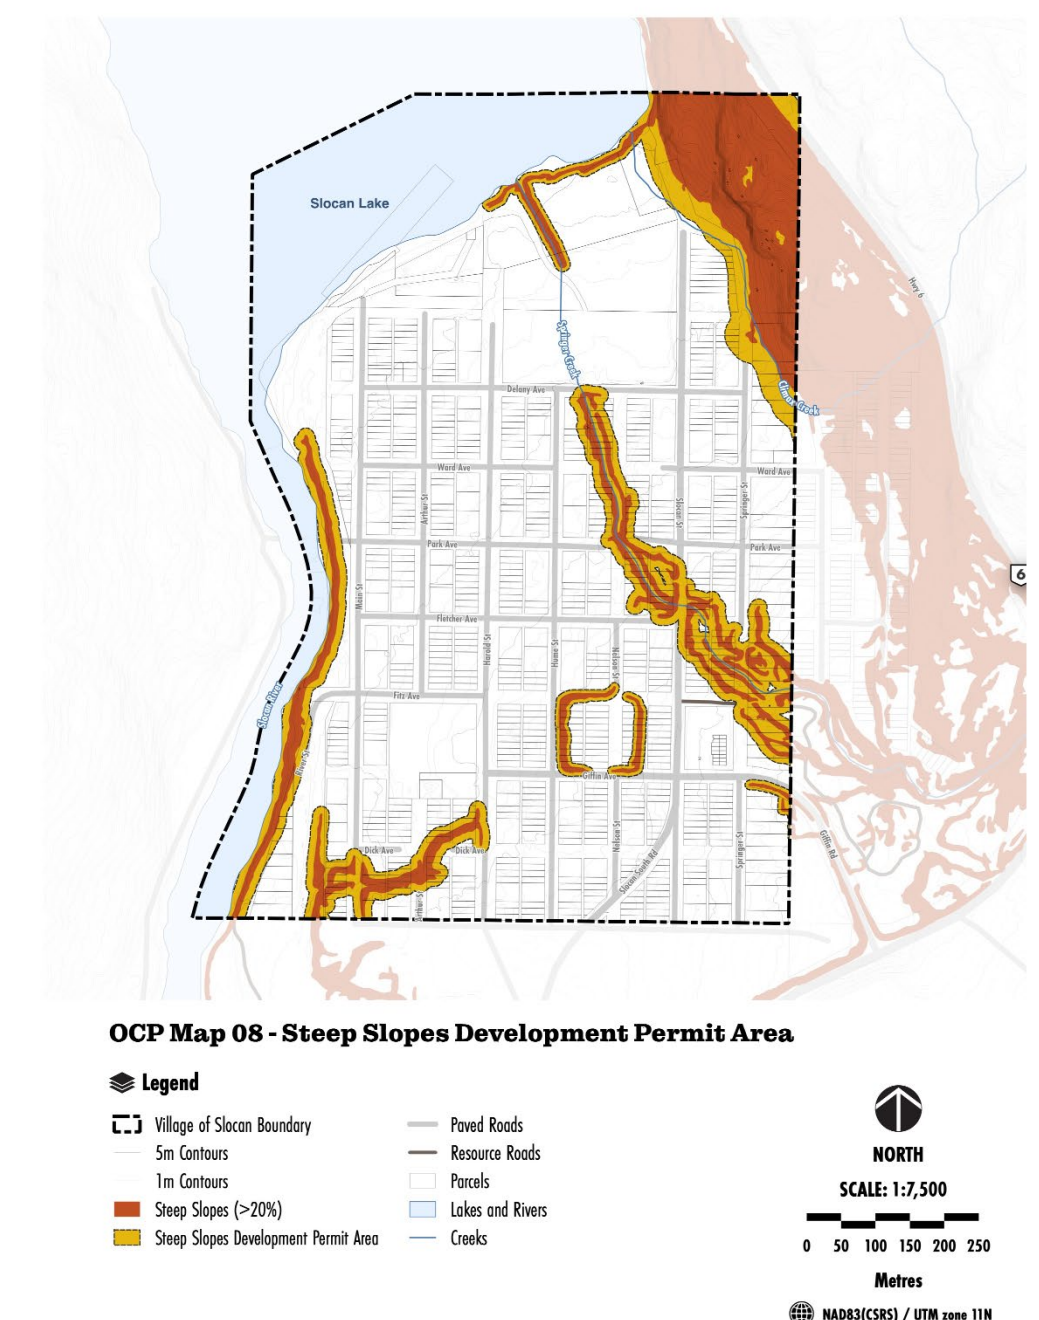 Slocan Lake
Hwy 6
Springer Creek
Climax Creek
Delany Ave
Ward Ave
Ward Ave
Arthur St
Slocan St
Springer St
6
Park Ave
Park Ave
Main St
Fletcher Ave
Harold St
Hume St
Nelson St
Slocan River
Fitz Ave
River St
Giffin Ave
Giffin Rd
Nelson St
Springer St
Slocan South Rd
Dick Ave
Dick Ave
Arthur St
OCP Map 08 - Steep Slopes Development Permit Area
Legend
Village of Slocan Boundary
5m Contours
1m Contours
Steep Slopes (>20%)
Steep Slopes Development Permit Area
Paved Roads
Resource Roads
Parcels
Lakes and Rivers
Creeks
NORTH
SCALE: 1:7,500
0 50 100 150 200 250
Metres
NAD83(CSRS) / UTM zone 11N